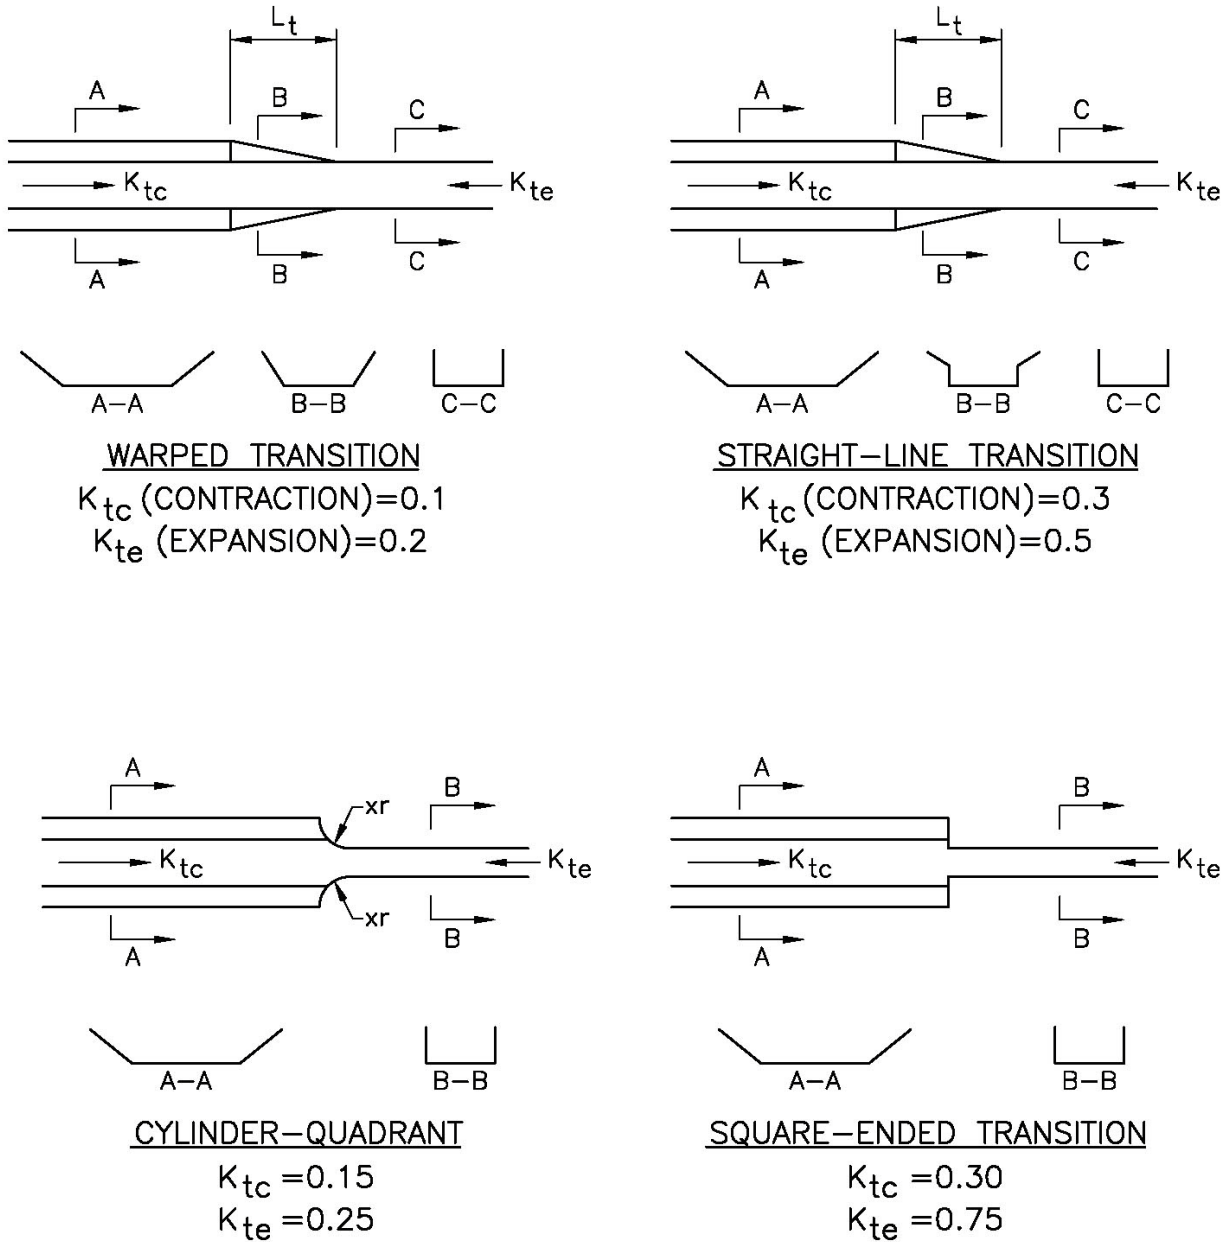 Lt
A
B
C
Ktc
Kte
A
B
C
A-A
B-B
C-C
WARPED TRANSITION
Ktc (CONTRACTION)=0.1
Kte (EXPANSION)=0.2
Lt
A
B
C
Ktc
Kte
A
B
C
A-A
B-B
C-C
STRAIGHT-LINE TRANSITION
Ktc (CONTRACTION)=0.3
Kte (EXPANSION)=0.5
A
B
xr
Ktc
Kte
xr
A
B
A-A
B-B
CYLINDER-QUADRANT
Ktc =0.15
Kte =0.25
A
B
Ktc
Kte
A
B
A-A
B-B
SQUARE-ENDED TRANSITION
Ktc =0.30
Kte =0.75